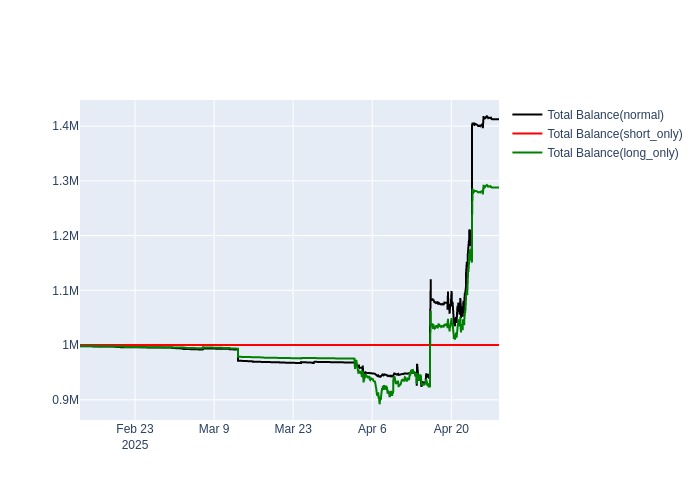 1.4M
1.3M
1.2M
1.1M
1M
0.9M
Feb 23
2025
Mar 9
Mar 23
Apr 6
Apr 20
Total Balance(normal)
Total Balance(short_only)
Total Balance(long_only)